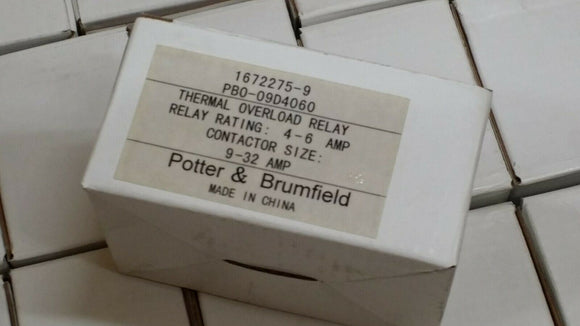 1672275-9
PBO-09D4060
THERMAL OVERLOAD RELAY
RELAY RATING: 4-6 AMP
CONTACTOR SIZE:
9-32 AMP
Potter & Brumfield
MADE IN CHINA